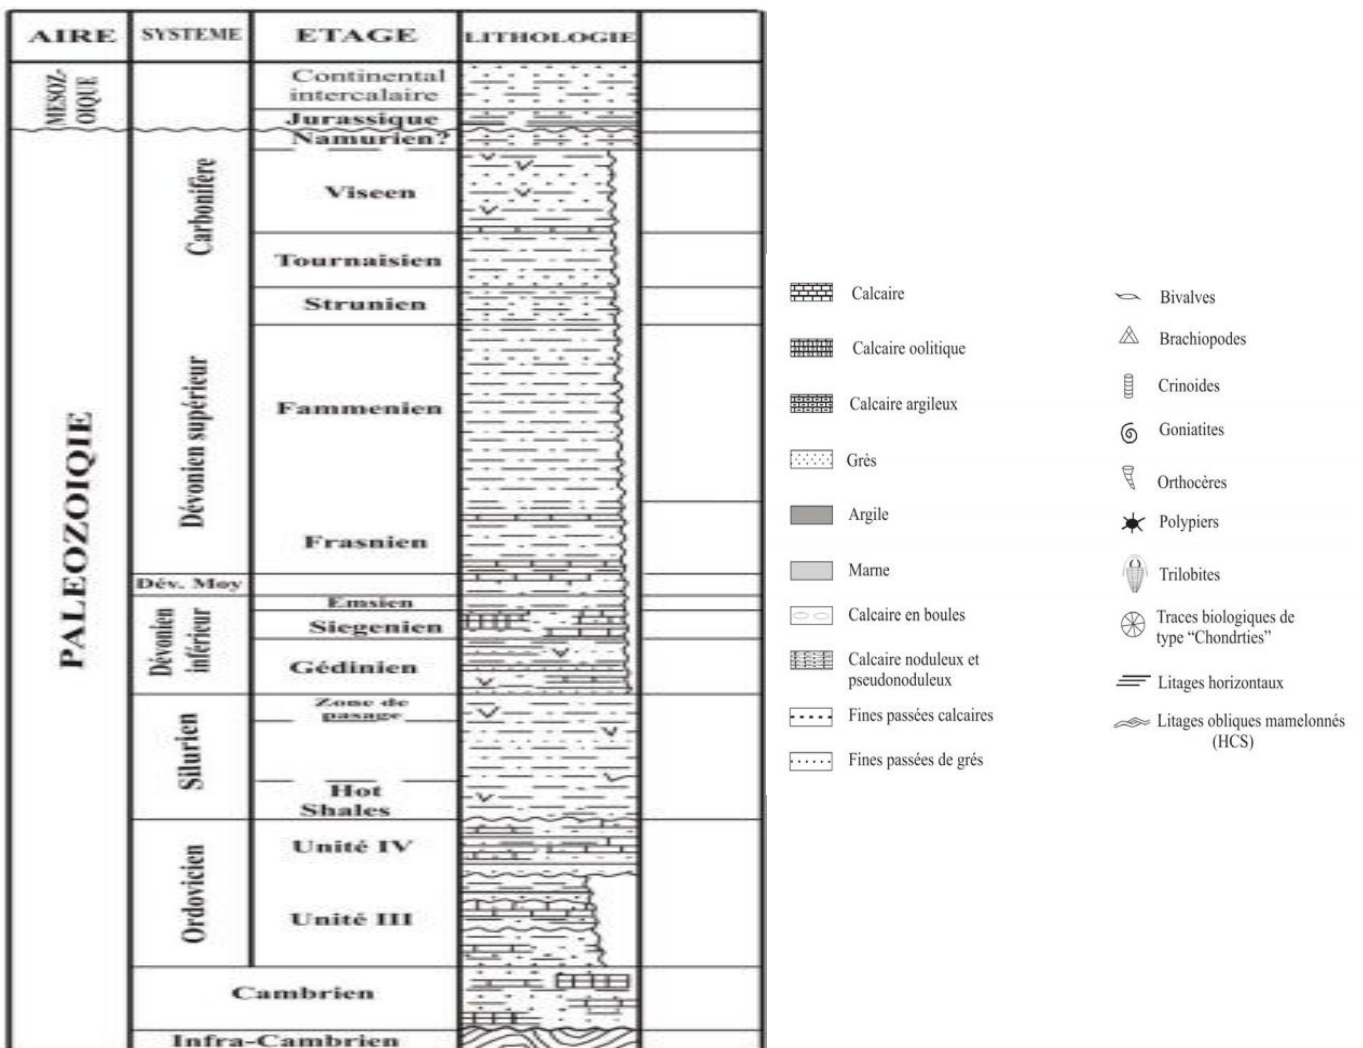 AIRE SYSTEME ETAGE LITHOLOGIE
MESOZ-
OIQUE
Continental
intercalaire
Jurassique
PALEOZOIQIE
Carbonifère
Namurien?
Viseen
Tournaisien
Strunien
Dévonien supérieur
Fammenien
Frasnien
Dév. Moy
Dévonien
inférieur
Emsien
Siegenien
Gédinien
Silurien
Zone de
pasage
Hot
Shales
Ordovicien
Unité IV
Unité III
Cambrien
Infra-Cambrien
Calcaire
Calcaire oolitique
Calcaire argileux
Grès
Argile
Marne
Calcaire en boules
Calcaire noduleux et
pseudonoduleux
Fines passées calcaires
Fines passées de grés
Bivalves
Brachiopodes
Crinoides
Goniatites
Orthocères
Polypiers
Trilobites
Traces biologiques de
type “Chondrties”
Litages horizontaux
Litages obliques mamelonnés
(HCS)